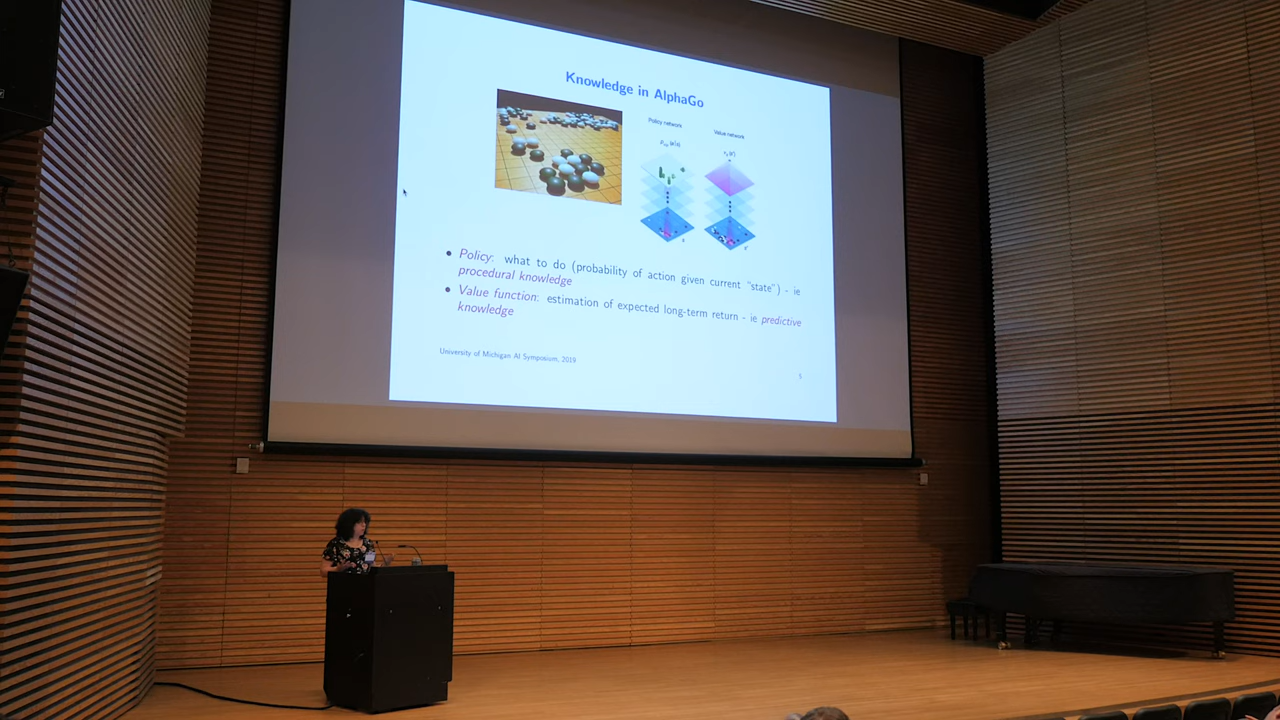 Knowledge in AlphaGo
Policy network
Value network
• Policy: what to do (probability of action given current "state") - ie
procedural knowledge
• Value function: estimation of expected long-term return - ie predictive
knowledge
University of Michigan AI Symposium, 2019
5